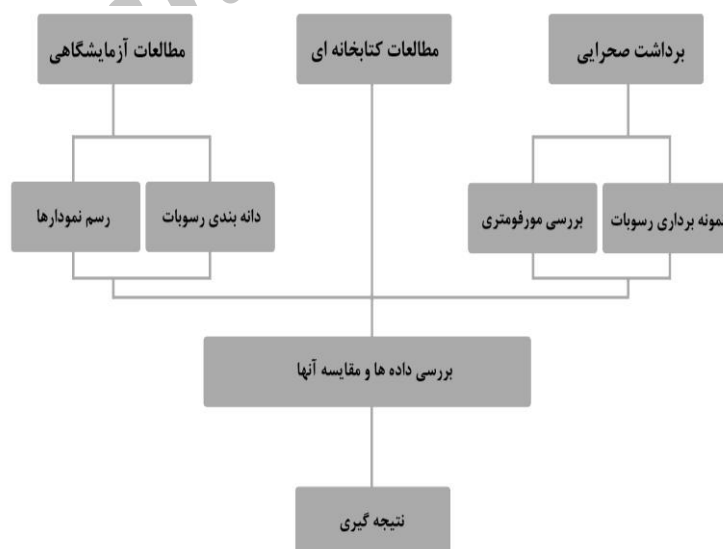 برداشت صحرایی
مطالعات کتابخانه ای
مطالعات آزمایشگاهی
نمونه برداری رسوبات
بررسی مورفومتری
دانه بندی رسوبات
رسم نمودارها
بررسی داده ها و مقایسه آنها
نتیجه گیری